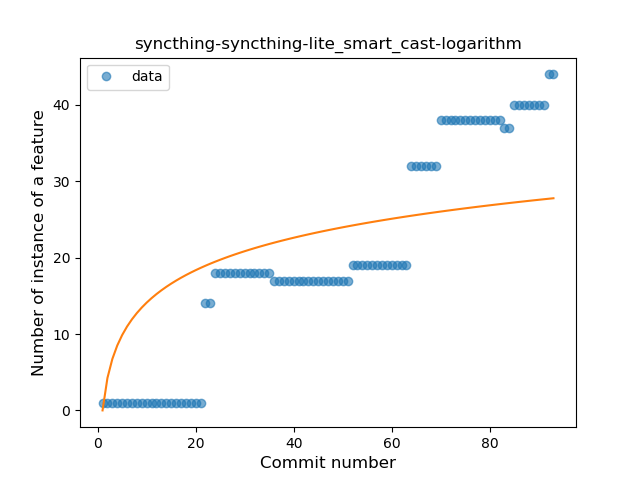 syncthing-syncthing-lite_smart_cast-logarithm
data
Number of instance of a feature
40
30
20
10
0
0 20 40 60 80
Commit number